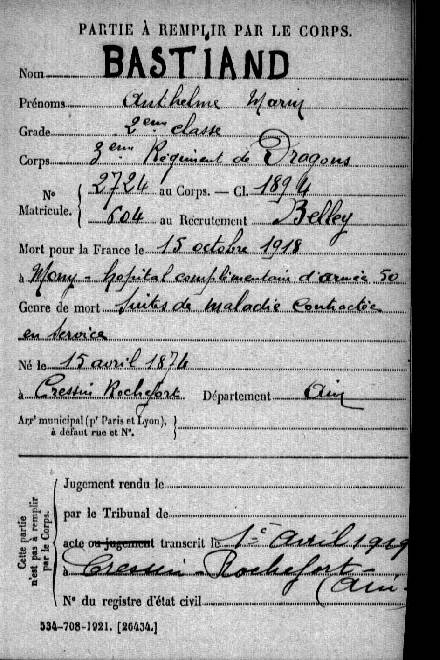 PARTIE À REMPLIR PAR LE CORPS.
Nom BASTIAND
Prénoms Anthelme Marin
Grade 2eme classe
Corps 3eme Régiment de Dragons
N° Matricule. { 2724 au Corps. — Cl. 1894
604 au Recrutement Belley
Mort pour la France le 15 octobre 1918
à Mouy - hopital complémentaire d'armée 50
Genre de mort Suites de maladie contractée
en service
Né le 15 avril 1874
à Cressin Rochefort Département Ain
Arrt municipal (pr Paris et Lyon), à défaut rue et N°. }
Cette partie n'est pas à remplir par le Corps. {
Jugement rendu le
par le Tribunal de
acte ou jugement transcrit le 1er Avril 1919
à Cressin Rochefort (Ain
N° du registre d'état civil
534-708-1921. [26434.]